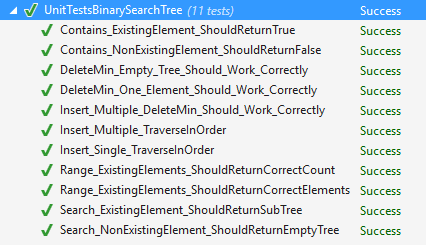 UnitTestsBinarySearchTree (11 tests) Success
Contains_ExistingElement_ShouldReturnTrue Success
Contains_NonExistingElement_ShouldReturnFalse Success
DeleteMin_Empty_Tree_Should_Work_Correctly Success
DeleteMin_One_Element_Should_Work_Correctly Success
Insert_Multiple_DeleteMin_Should_Work_Correctly Success
Insert_Multiple_TraverseInOrder Success
Insert_Single_TraverseInOrder Success
Range_ExistingElements_ShouldReturnCorrectCount Success
Range_ExistingElements_ShouldReturnCorrectElements Success
Search_ExistingElement_ShouldReturnSubTree Success
Search_NonExistingElement_ShouldReturnEmptyTree Success